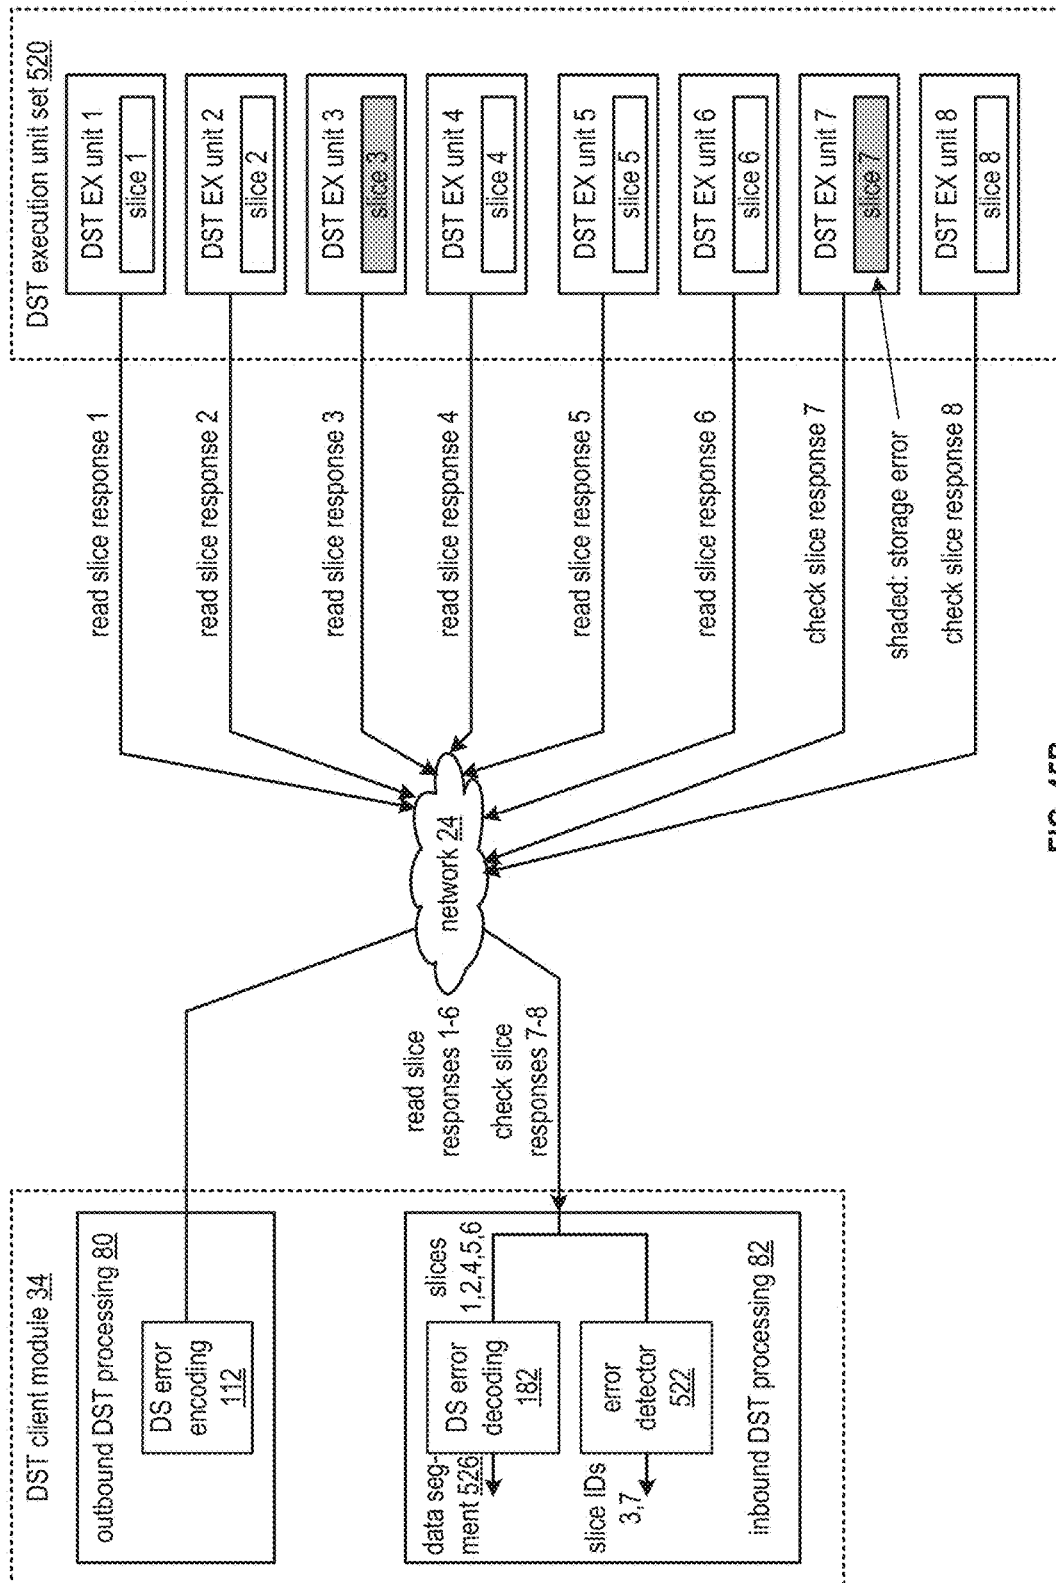 DST client module 34
outbound DST processing 80
DS error
encoding
112
data seg-
ment 526
DS error
decoding
182
slices
1,2,4,5,6
slice IDs
3,7
error
detector
522
inbound DST processing 82
read slice
responses 1-6
check slice
responses 7-8
network 24
read slice response 1
read slice response 2
read slice response 3
read slice response 4
read slice response 5
read slice response 6
check slice response 7
shaded: storage error
check slice response 8
DST execution unit set 520
DST EX unit 1
slice 1
DST EX unit 2
slice 2
DST EX unit 3
slice 3
DST EX unit 4
slice 4
DST EX unit 5
slice 5
DST EX unit 6
slice 6
DST EX unit 7
slice 7
DST EX unit 8
slice 8